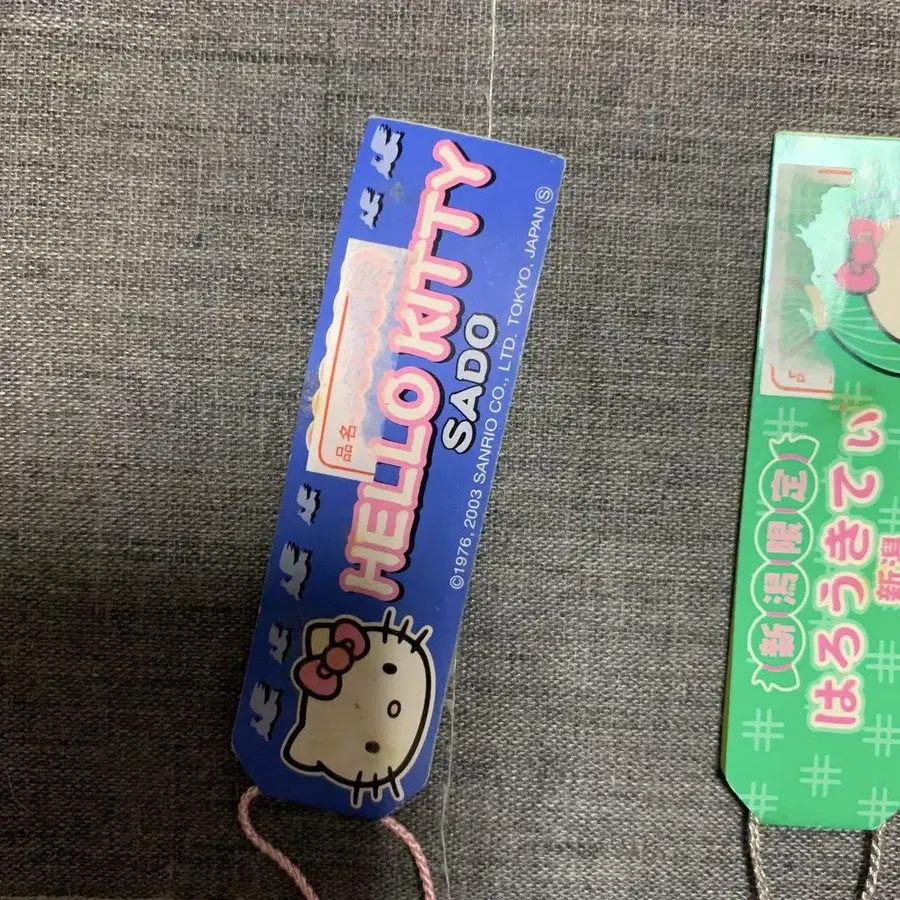 HELLO KITTY
SADO
©1976, 2003 SANRIO CO., LTD. TOKYO, JAPAN Ⓢ
品名
新潟限定
はろうきてぃ
新潟
品